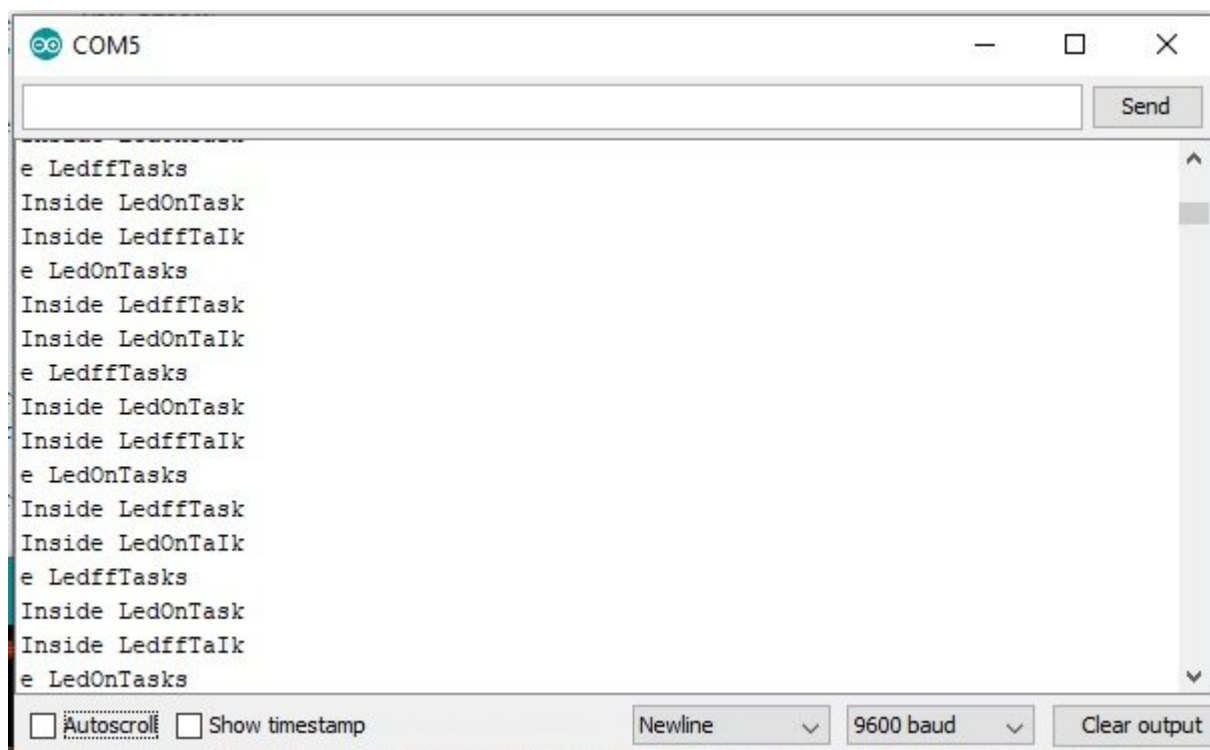 COM5
Send
e LedffTasks
Inside LedOnTask
Inside LedffTaIk
e LedOnTasks
Inside LedffTask
Inside LedOnTaIk
e LedffTasks
Inside LedOnTask
Inside LedffTaIk
e LedOnTasks
Inside LedffTask
Inside LedOnTaIk
e LedffTasks
Inside LedOnTask
Inside LedffTaIk
e LedOnTasks
Autoscroll Show timestamp Newline 9600 baud Clear output